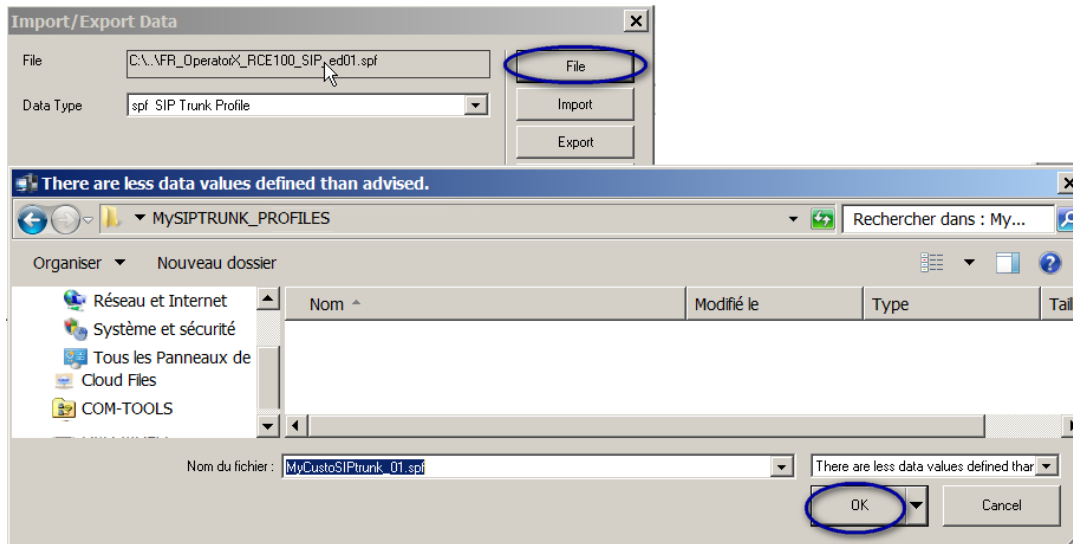 Import/Export Data
File
C:\..\FR_OperatorX_RCE100_SIP_ed01.spf
File
Data Type
spf SIP Trunk Profile
Import
Export
There are less data values defined than advised.
MySIPTRUNK_PROFILES
Rechercher dans : My...
Organiser
Nouveau dossier
Réseau et Internet
Nom
Modifié le
Type
Tail
Système et sécurité
Tous les Panneaux de
Cloud Files
COM-TOOLS
Nom du fichier :
MyCustoSIPtrunk_01.spf
There are less data values defined thar
OK
Cancel